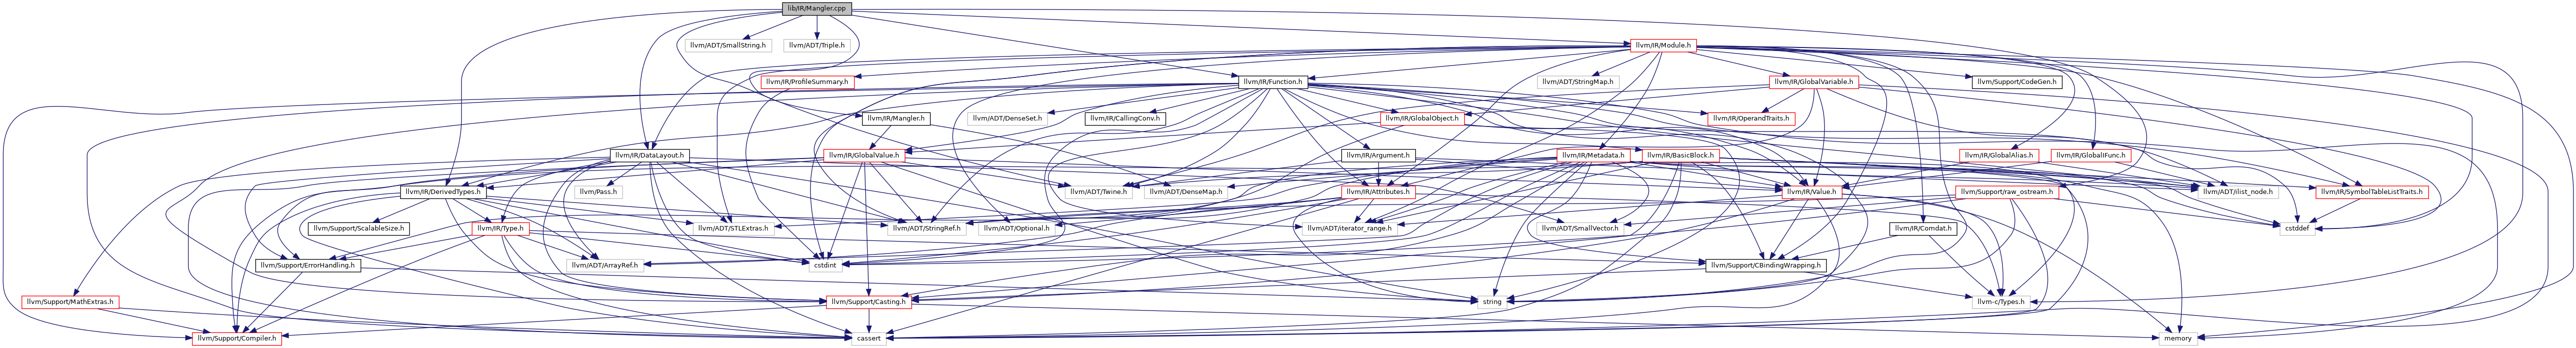 lib/IR/Mangler.cpp
llvm/ADT/SmallString.h
llvm/ADT/Triple.h
llvm/IR/Module.h
llvm/IR/ProfileSummary.h
llvm/IR/Function.h
llvm/ADT/StringMap.h
llvm/IR/GlobalVariable.h
llvm/Support/CodeGen.h
llvm/IR/Mangler.h
llvm/ADT/DenseSet.h
llvm/IR/CallingConv.h
llvm/IR/GlobalObject.h
llvm/IR/OperandTraits.h
llvm/IR/DataLayout.h
llvm/IR/GlobalValue.h
llvm/IR/Argument.h
llvm/IR/Metadata.h
llvm/IR/BasicBlock.h
llvm/IR/GlobalAlias.h
llvm/IR/GlobalIFunc.h
llvm/IR/DerivedTypes.h
llvm/Pass.h
llvm/ADT/Twine.h
llvm/ADT/DenseMap.h
llvm/IR/Attributes.h
llvm/IR/Value.h
llvm/Support/raw_ostream.h
llvm/ADT/ilist_node.h
llvm/IR/SymbolTableListTraits.h
llvm/Support/ScalableSize.h
llvm/IR/Type.h
llvm/ADT/STLExtras.h
llvm/ADT/StringRef.h
llvm/ADT/Optional.h
llvm/ADT/iterator_range.h
llvm/ADT/SmallVector.h
llvm/IR/Comdat.h
cstddef
llvm/Support/ErrorHandling.h
llvm/ADT/ArrayRef.h
cstdint
llvm/Support/CBindingWrapping.h
llvm/Support/MathExtras.h
llvm/Support/Casting.h
string
llvm-c/Types.h
llvm/Support/Compiler.h
cassert
memory